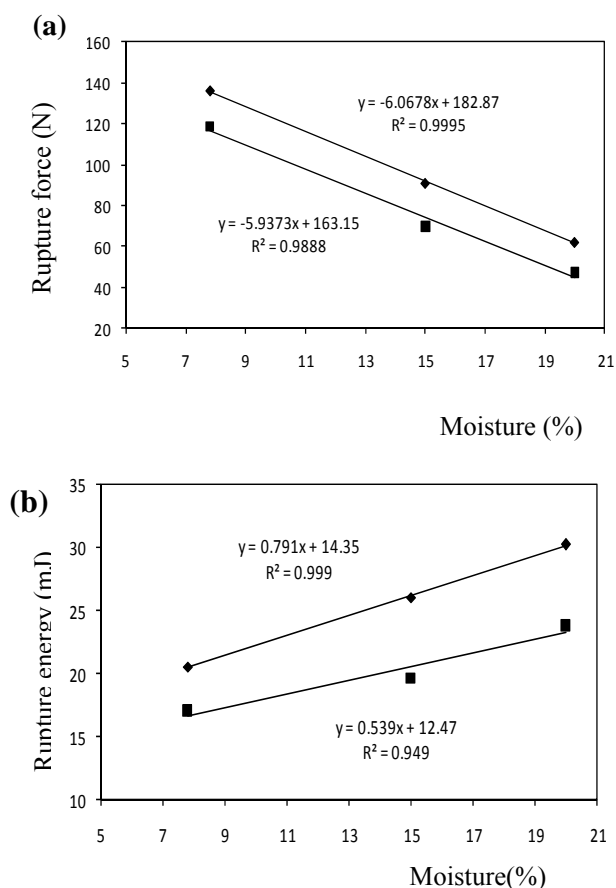 (a)
160
140
120
100
80
60
40
20
Rupture force (N)
y = -6.0678x + 182.87
R² = 0.9995
y = -5.9373x + 163.15
R² = 0.9888
5 7 9 11 13 15 17 19 21
Moisture (%)
(b)
35
30
25
20
15
10
Rupture energy (mJ)
y = 0.791x + 14.35
R² = 0.999
y = 0.539x + 12.47
R² = 0.949
5 7 9 11 13 15 17 19 21
Moisture(%)